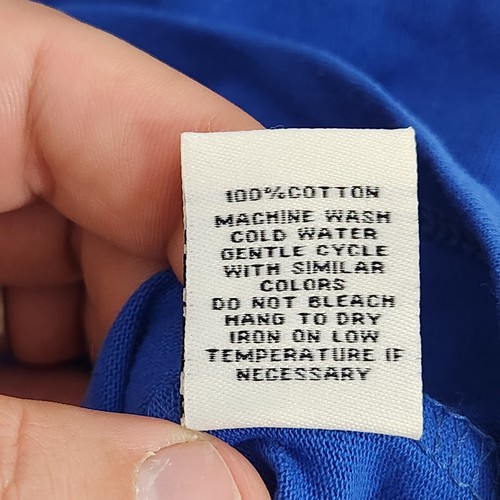 100%COTTON
MACHINE WASH
COLD WATER
GENTLE CYCLE
WITH SIMILAR
COLORS
DO NOT BLEACH
HANG TO DRY
IRON ON LOW
TEMPERATURE IF
NECESSARY